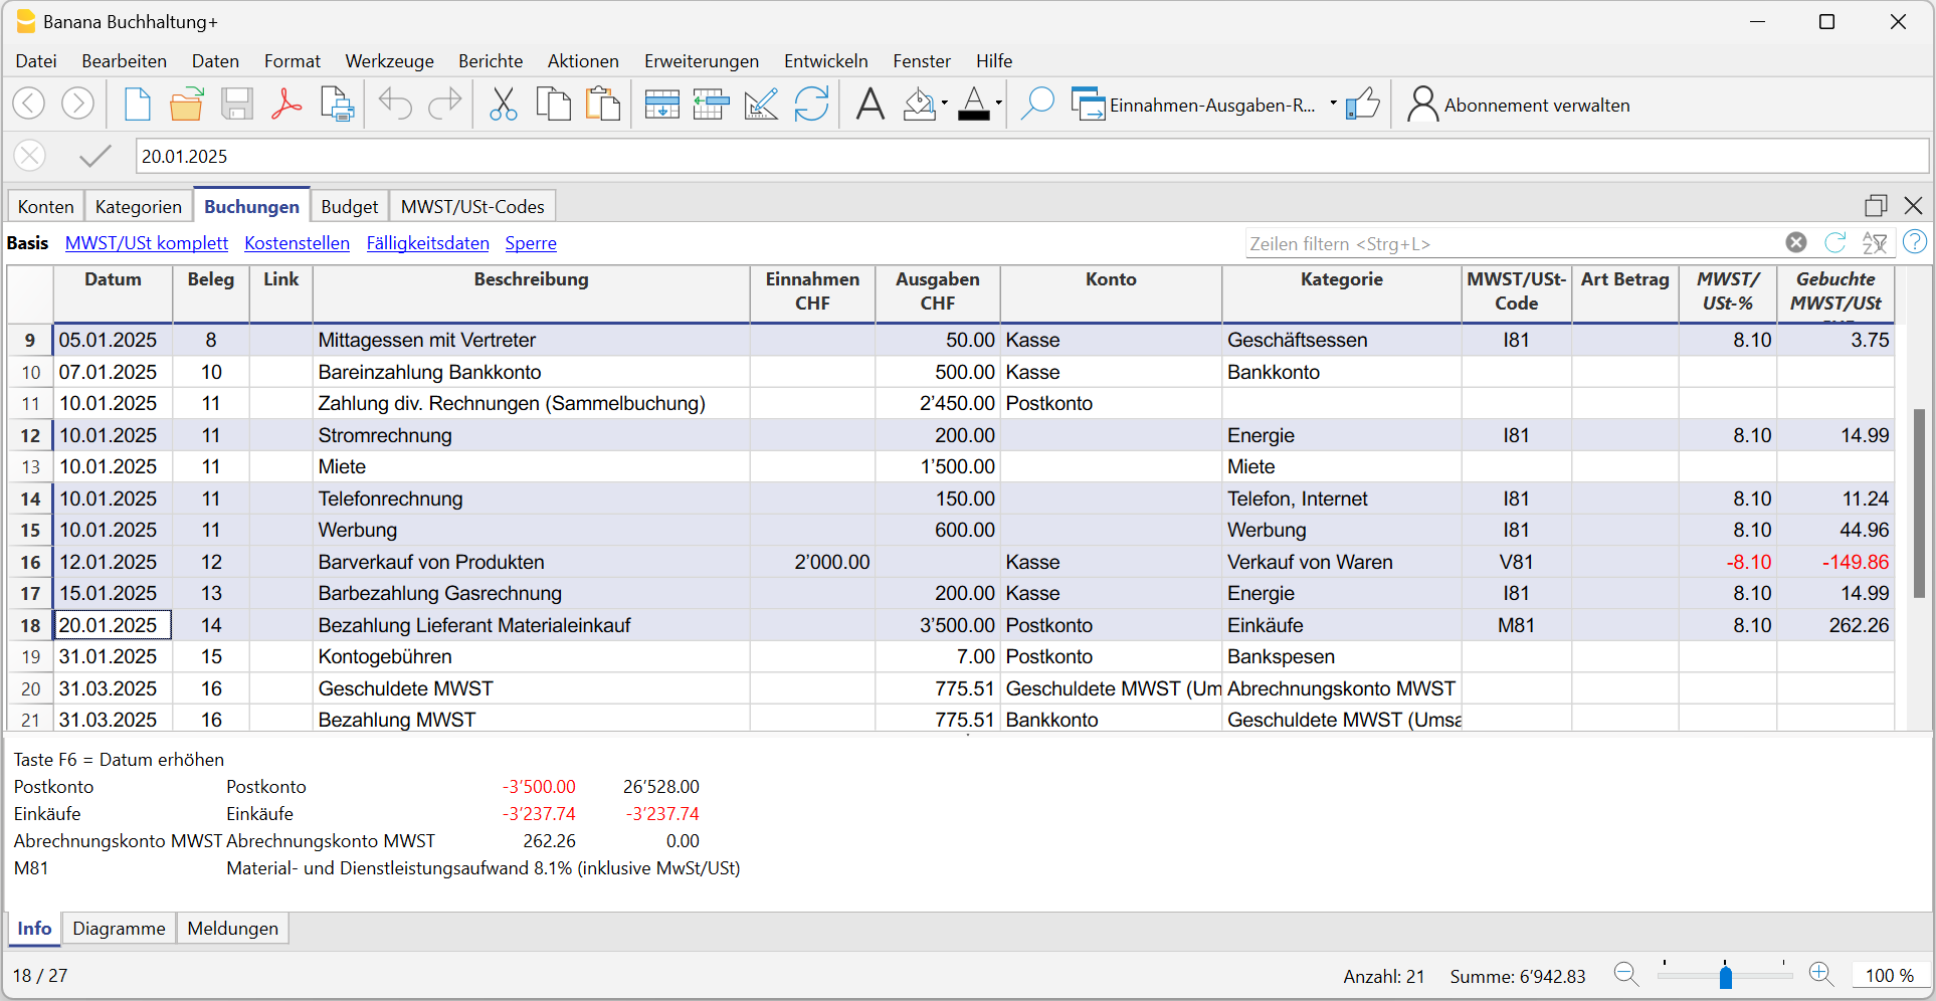 Banana Buchhaltung+
Datei Bearbeiten Daten Format Werkzeuge Berichte Aktionen Erweiterungen Entwickeln Fenster Hilfe
Einnahmen-Ausgaben-R... Abonnement verwalten
20.01.2025
Konten Kategorien Buchungen Budget MWST/USt-Codes
Basis MWST/USt komplett Kostenstellen Fälligkeitsdaten Sperre Zeilen filtern <Strg+L>
Datum Beleg Link Beschreibung Einnahmen CHF Ausgaben CHF Konto Kategorie MWST/USt-Code Art Betrag MWST/USt-% Gebuchte MWST/USt
9 05.01.2025 8 Mittagessen mit Vertreter 50.00 Kasse Geschäftsessen I81 8.10 3.75
10 07.01.2025 10 Bareinzahlung Bankkonto 500.00 Kasse Bankkonto
11 10.01.2025 11 Zahlung div. Rechnungen (Sammelbuchung) 2’450.00 Postkonto
12 10.01.2025 11 Stromrechnung 200.00 Energie I81 8.10 14.99
13 10.01.2025 11 Miete 1’500.00 Miete
14 10.01.2025 11 Telefonrechnung 150.00 Telefon, Internet I81 8.10 11.24
15 10.01.2025 11 Werbung 600.00 Werbung I81 8.10 44.96
16 12.01.2025 12 Barverkauf von Produkten 2’000.00 Kasse Verkauf von Waren V81 -8.10 -149.86
17 15.01.2025 13 Barbezahlung Gasrechnung 200.00 Kasse Energie I81 8.10 14.99
18 20.01.2025 14 Bezahlung Lieferant Materialeinkauf 3’500.00 Postkonto Einkäufe M81 8.10 262.26
19 31.01.2025 15 Kontogebühren 7.00 Postkonto Bankspesen
20 31.03.2025 16 Geschuldete MWST 775.51 Geschuldete MWST (Um Abrechnungskonto MWST
21 31.03.2025 16 Bezahlung MWST 775.51 Bankkonto Geschuldete MWST (Umsa
Taste F6 = Datum erhöhen
Postkonto Postkonto -3’500.00 26’528.00
Einkäufe Einkäufe -3’237.74 -3’237.74
Abrechnungskonto MWST Abrechnungskonto MWST 262.26 0.00
M81 Material- und Dienstleistungsaufwand 8.1% (inklusive MwSt/USt)
Info Diagramme Meldungen
18 / 27 Anzahl: 21 Summe: 6’942.83 100 %